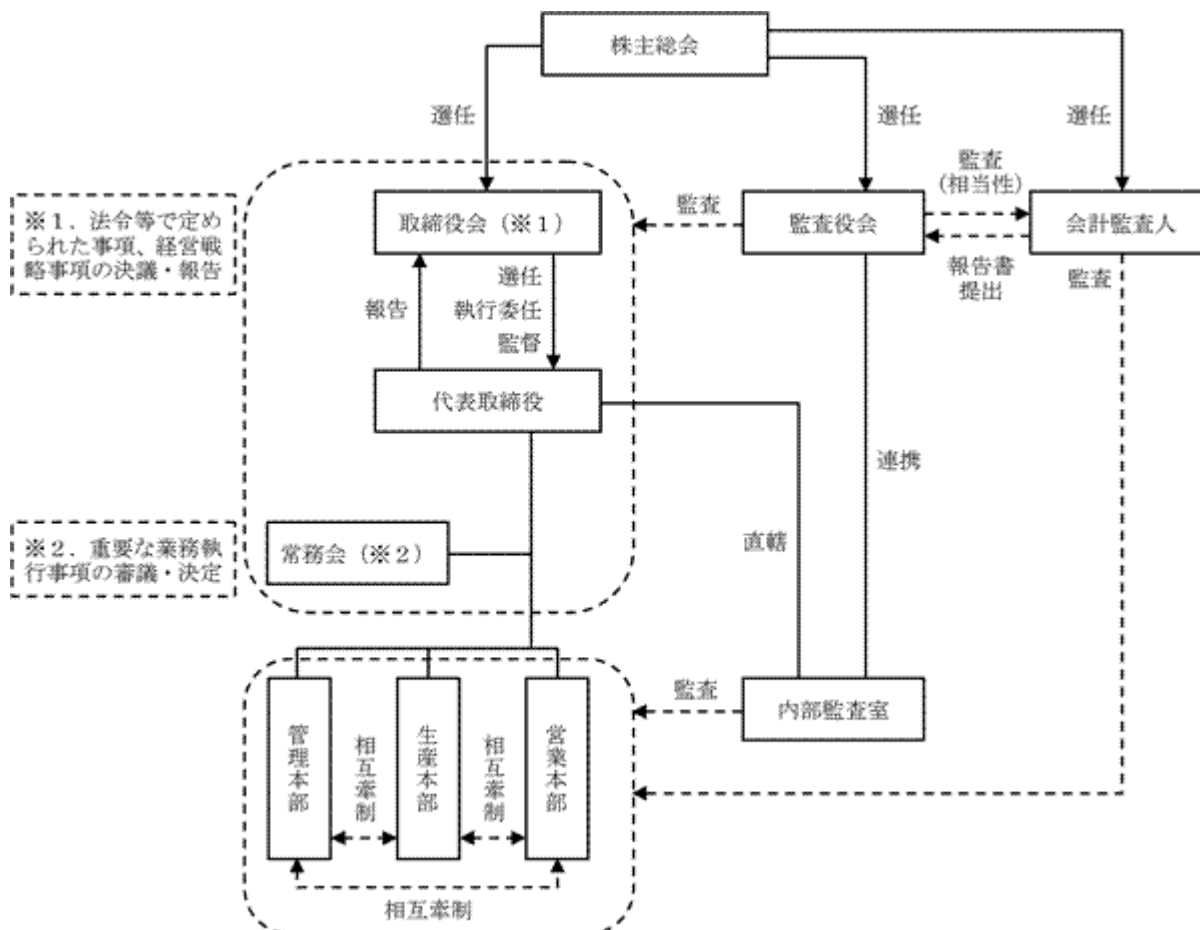 株主総会
選任
選任
選任
監査
(相当性)
※1．法令等で定め
られた事項、経営戦
略事項の決議・報告
取締役会（※1）
監査
監査役会
会計監査人
報告書
提出
監査
報告
選任
執行委任
監督
代表取締役
連携
直轄
※2．重要な業務執
行事項の審議・決定
常務会（※2）
監査
内部監査室
管理本部
相互牽制
生産本部
相互牽制
営業本部
相互牽制